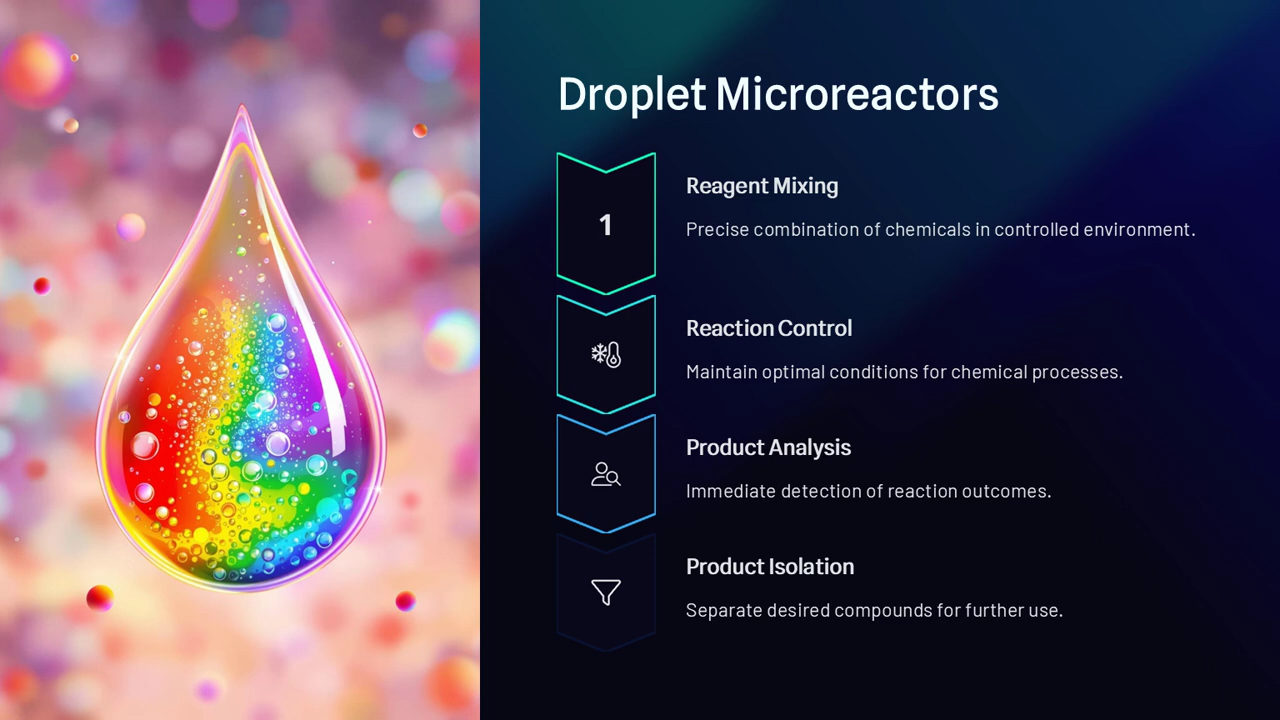 Droplet Microreactors
1
Reagent Mixing
Precise combination of chemicals in controlled environment.
Reaction Control
Maintain optimal conditions for chemical processes.
Product Analysis
Immediate detection of reaction outcomes.
Product Isolation
Separate desired compounds for further use.